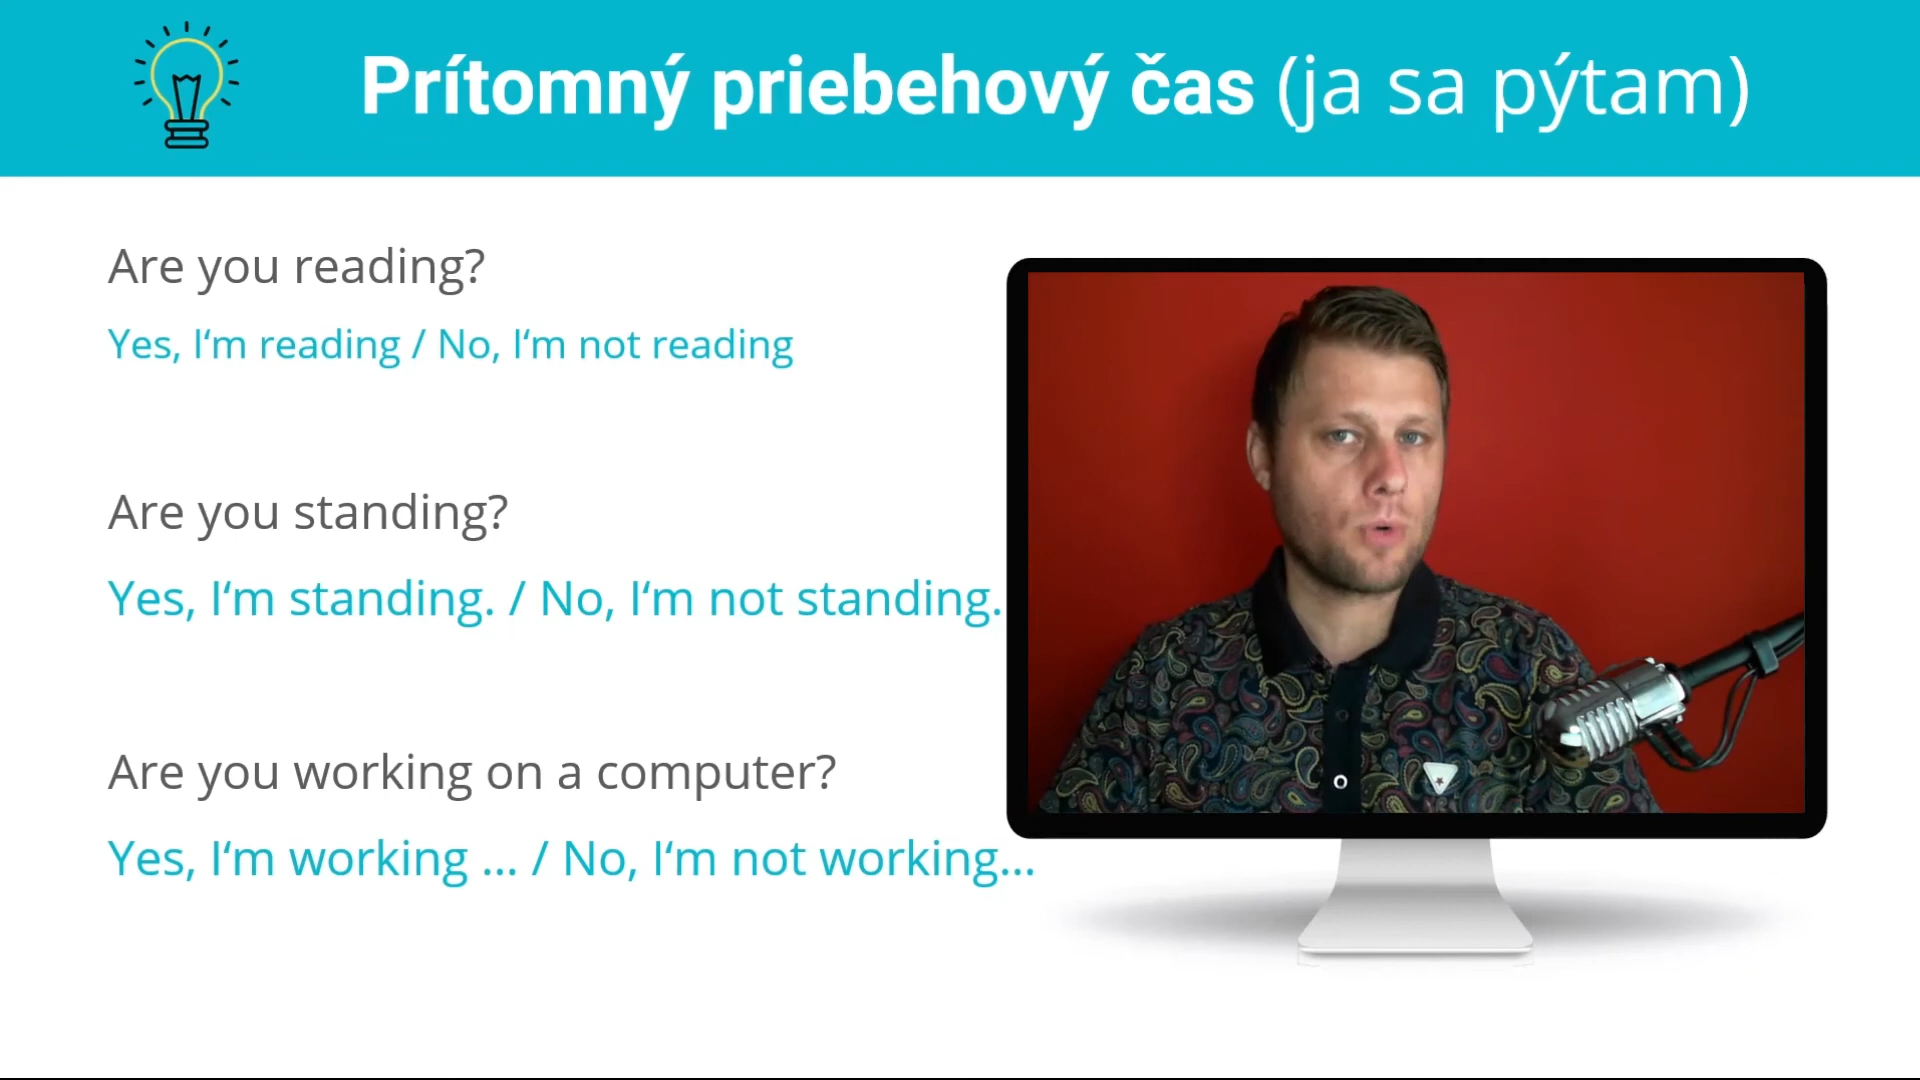 Prítomný priebehový čas (ja sa pýtam)
Are you reading?
Yes, I‘m reading / No, I‘m not reading
Are you standing?
Yes, I‘m standing. / No, I‘m not standing.
Are you working on a computer?
Yes, I‘m working ... / No, I‘m not working...